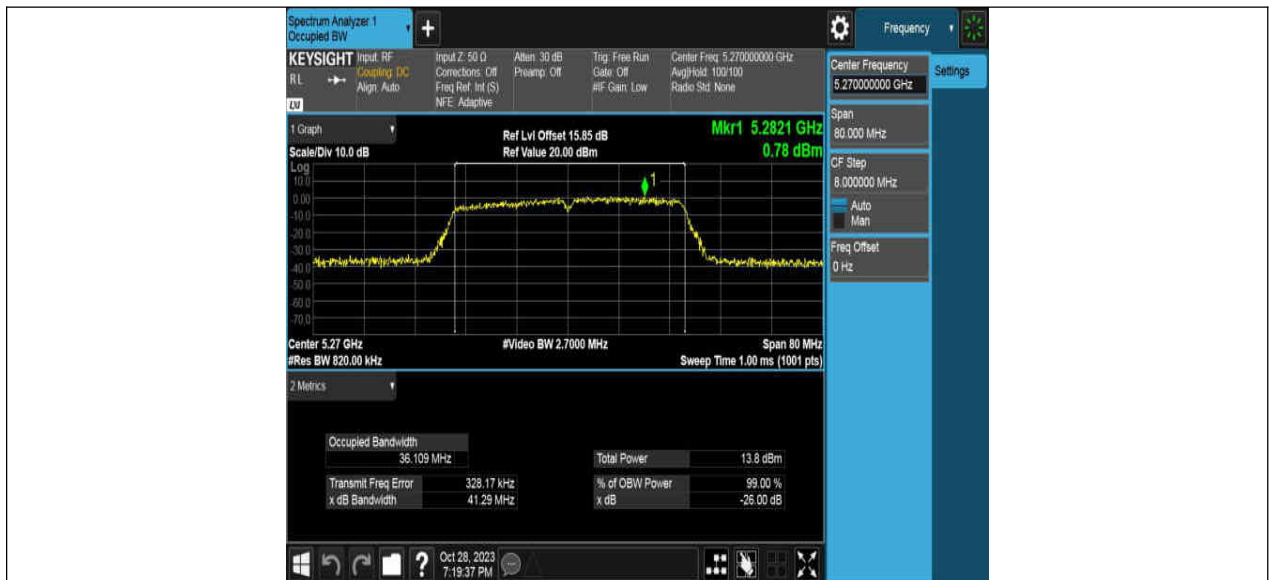 Spectrum Analyzer 1
Occupied BW
+
Frequency
KEYSIGHT
RL
Input: RF
Coupling: DC
Align: Auto
Input Z: 50 Ω
Corrections: Off
Freq Ref: Int (S)
NFE: Adaptive
Atten: 30 dB
Preamp: Off
Trig: Free Run
Gate: Off
#IF Gain: Low
Center Freq: 5.270000000 GHz
Avg|Hold: 100/100
Radio Std: None
Center Frequency
5.270000000 GHz
Settings
Span
80.000 MHz
CF Step
8.000000 MHz
Auto
Man
Freq Offset
0 Hz
1 Graph
Scale/Div 10.0 dB
Ref Lvl Offset 15.85 dB
Ref Value 20.00 dBm
Mkr1 5.2821 GHz
0.78 dBm
Log
10.0
0.00
-10.0
-20.0
-30.0
-40.0
-50.0
-60.0
-70.0
1
Center 5.27 GHz
#Res BW 820.00 kHz
#Video BW 2.7000 MHz
Span 80 MHz
Sweep Time 1.00 ms (1001 pts)
2 Metrics
Occupied Bandwidth
36.109 MHz
Total Power 13.8 dBm
Transmit Freq Error 328.17 kHz
% of OBW Power 99.00 %
x dB Bandwidth 41.29 MHz
x dB -26.00 dB
?
Oct 28, 2023
7:19:37 PM